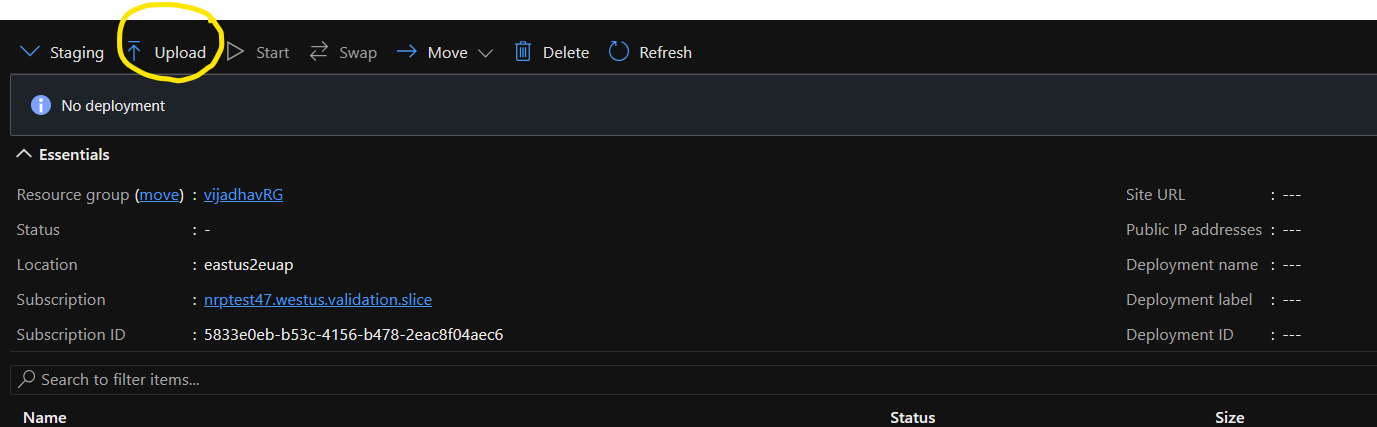 Staging Upload Start Swap Move Delete Refresh
No deployment
Essentials
Resource group (move) : vijadhavRG Site URL : ---
Status : - Public IP addresses : ---
Location : eastus2euap Deployment name : ---
Subscription : nrptest47.westus.validation.slice Deployment label : ---
Subscription ID : 5833e0eb-b53c-4156-b478-2eac8f04aec6 Deployment ID : ---
Search to filter items...
Name Status Size